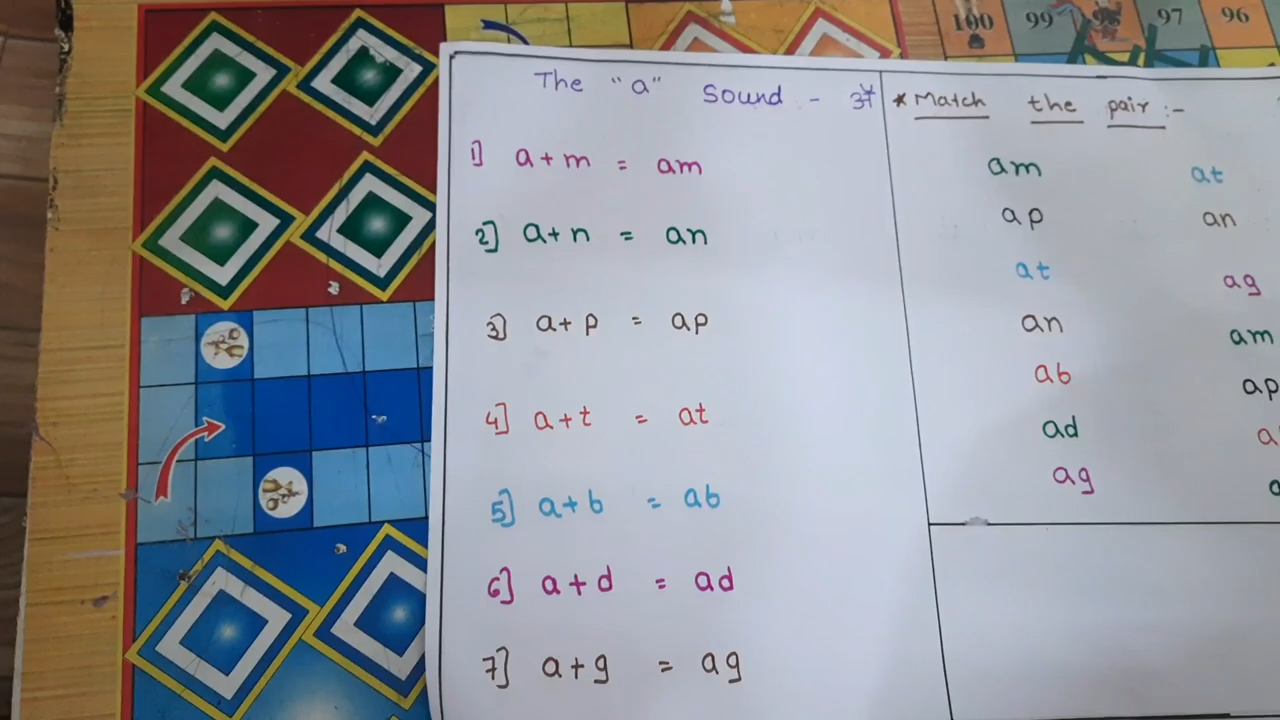 100 99 98 97 96
The "a" Sound - अॅ
1] a+m = am
2] a+n = an
3] a+p = ap
4] a+t = at
5] a+b = ab
6] a+d = ad
7] a+g = ag
* Match the pair :-
am at
ap an
at ag
an am
ab ap
ad a
ag